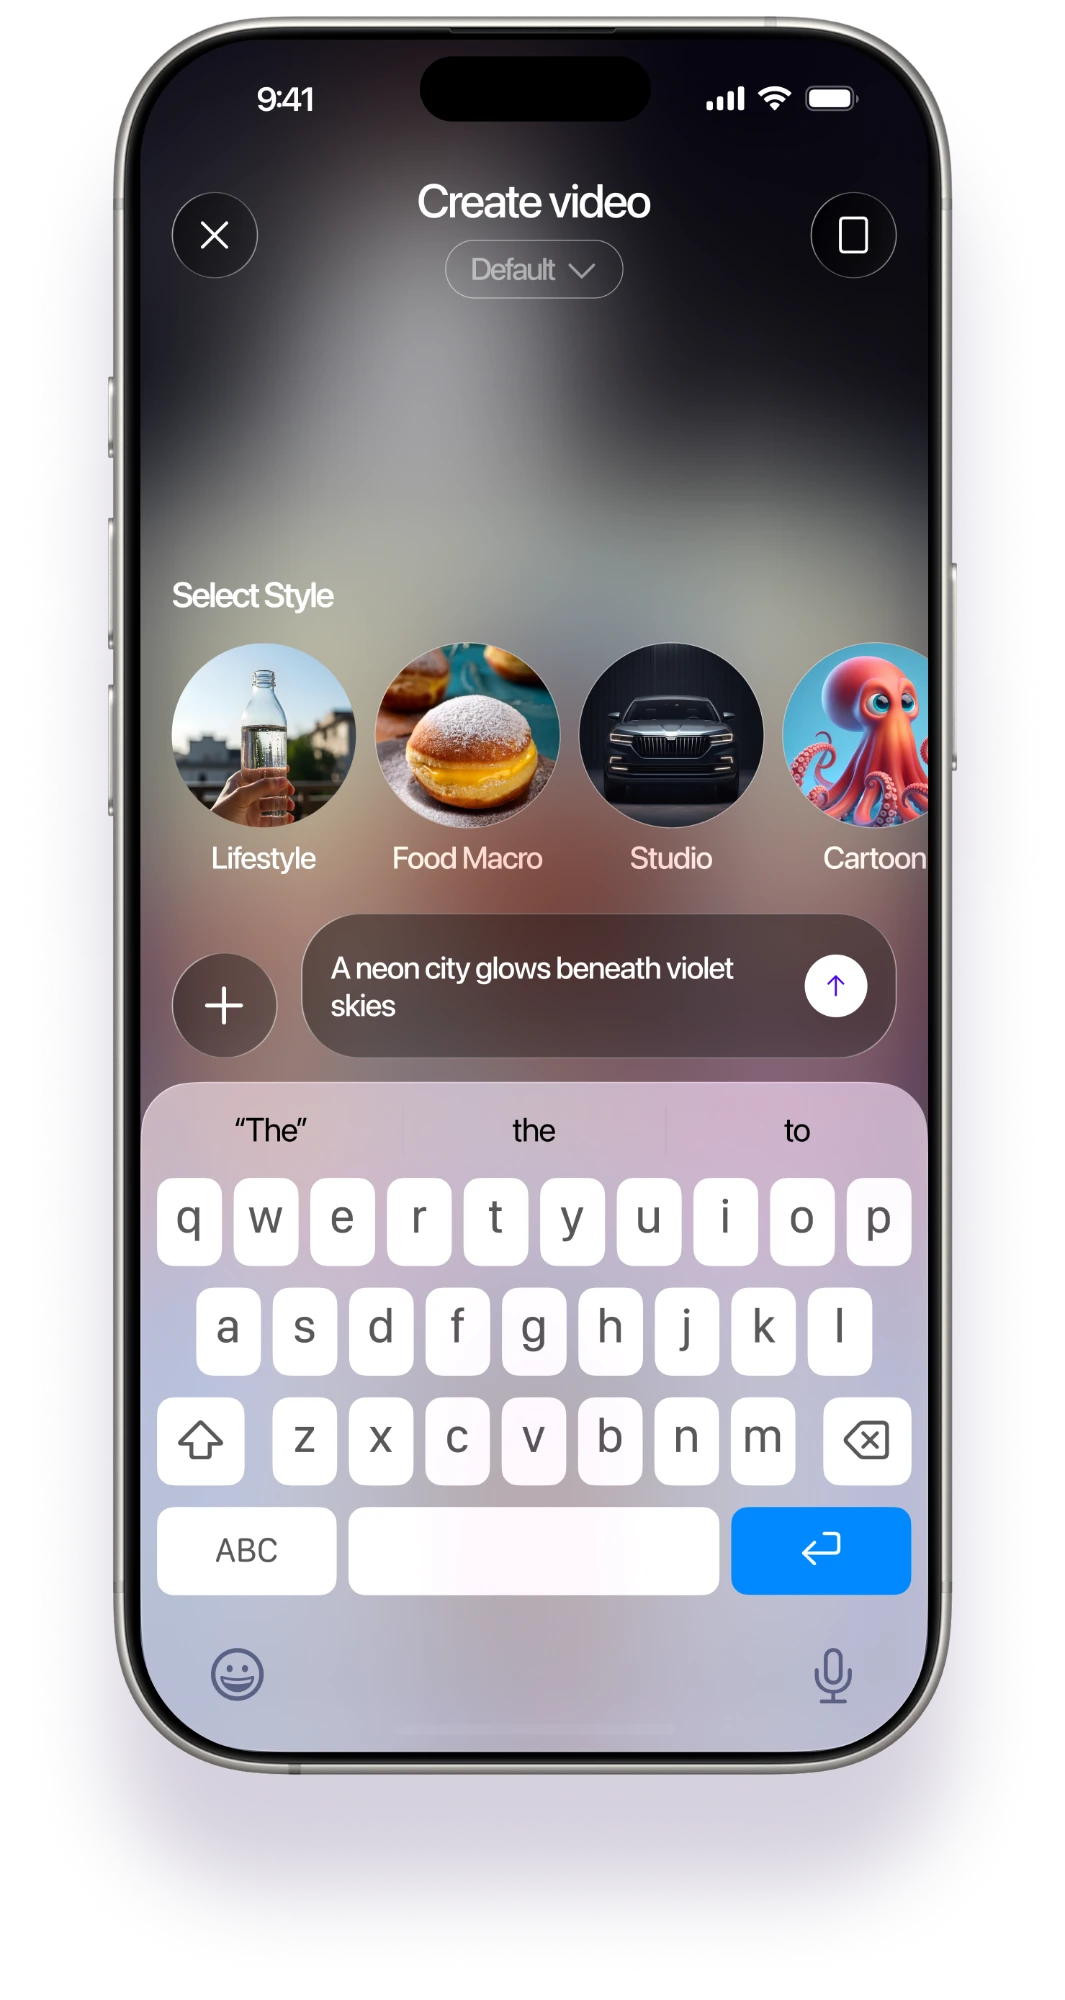 9:41
Create video
Default
Select Style
Lifestyle
Food Macro
Studio
Cartoon
A neon city glows beneath violet
skies
“The” the to
q w e r t y u i o p
a s d f g h j k l
z x c v b n m
ABC